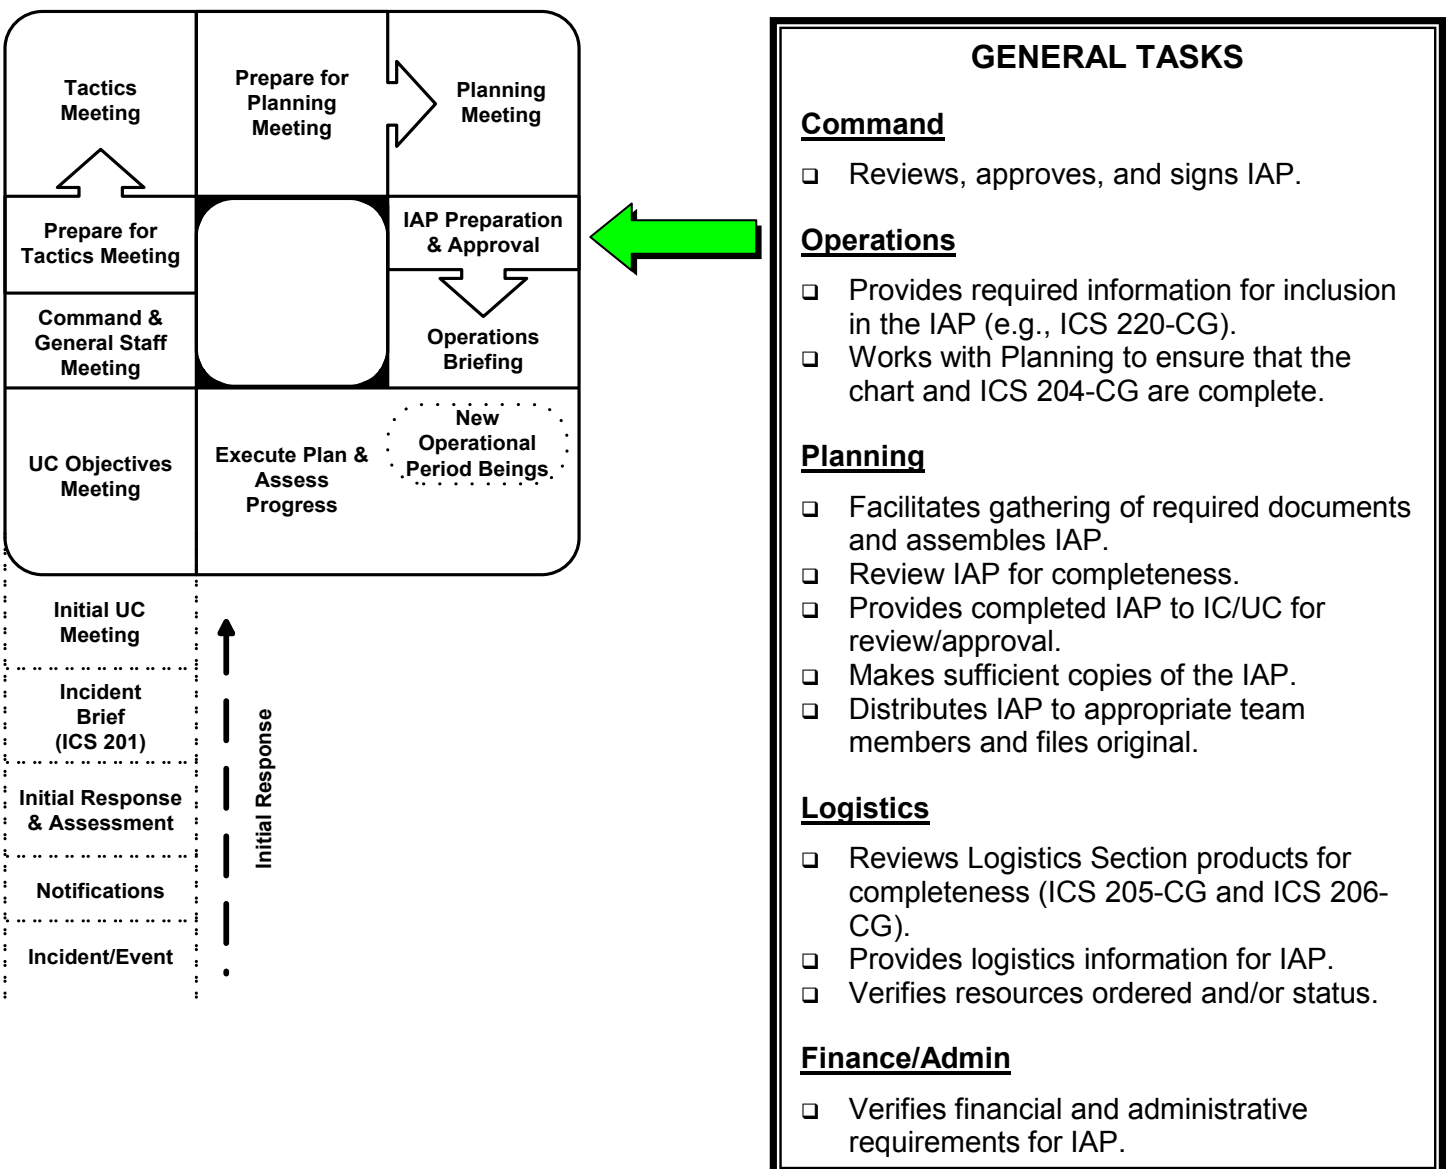 Tactics
Meeting
Prepare for
Planning
Meeting
Planning
Meeting
Prepare for
Tactics Meeting
IAP Preparation
& Approval
Command &
General Staff
Meeting
Operations
Briefing
UC Objectives
Meeting
Execute Plan &
Assess
Progress
New
Operational
Period Beings
Initial UC
Meeting
Incident
Brief
(ICS 201)
Initial Response
& Assessment
Notifications
Incident/Event
Initial Response
GENERAL TASKS
Command
❑ Reviews, approves, and signs IAP.
Operations
❑ Provides required information for inclusion
in the IAP (e.g., ICS 220-CG).
❑ Works with Planning to ensure that the
chart and ICS 204-CG are complete.
Planning
❑ Facilitates gathering of required documents
and assembles IAP.
❑ Review IAP for completeness.
❑ Provides completed IAP to IC/UC for
review/approval.
❑ Makes sufficient copies of the IAP.
❑ Distributes IAP to appropriate team
members and files original.
Logistics
❑ Reviews Logistics Section products for
completeness (ICS 205-CG and ICS 206-
CG).
❑ Provides logistics information for IAP.
❑ Verifies resources ordered and/or status.
Finance/Admin
❑ Verifies financial and administrative
requirements for IAP.